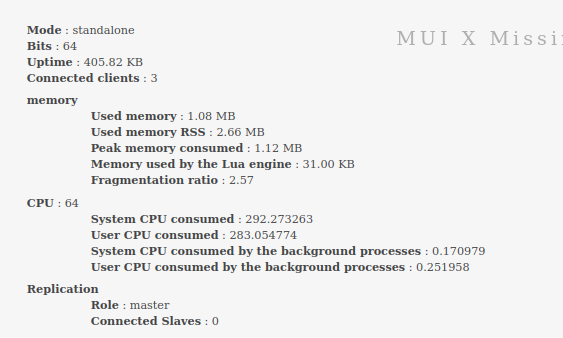 Mode : standalone
MUI X Missi
Bits : 64
Uptime : 405.82 KB
Connected clients : 3
memory
Used memory : 1.08 MB
Used memory RSS : 2.66 MB
Peak memory consumed : 1.12 MB
Memory used by the Lua engine : 31.00 KB
Fragmentation ratio : 2.57
CPU : 64
System CPU consumed : 292.273263
User CPU consumed : 283.054774
System CPU consumed by the background processes : 0.170979
User CPU consumed by the background processes : 0.251958
Replication
Role : master
Connected Slaves : 0